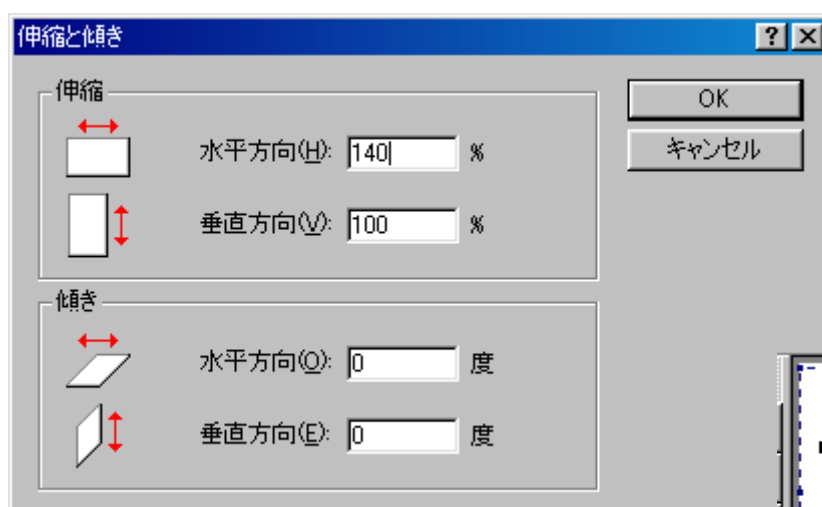 伸縮と傾き
伸縮
水平方向(H): 140 %
垂直方向(V): 100 %
傾き
水平方向(O): 0 度
垂直方向(E): 0 度
OK
キャンセル